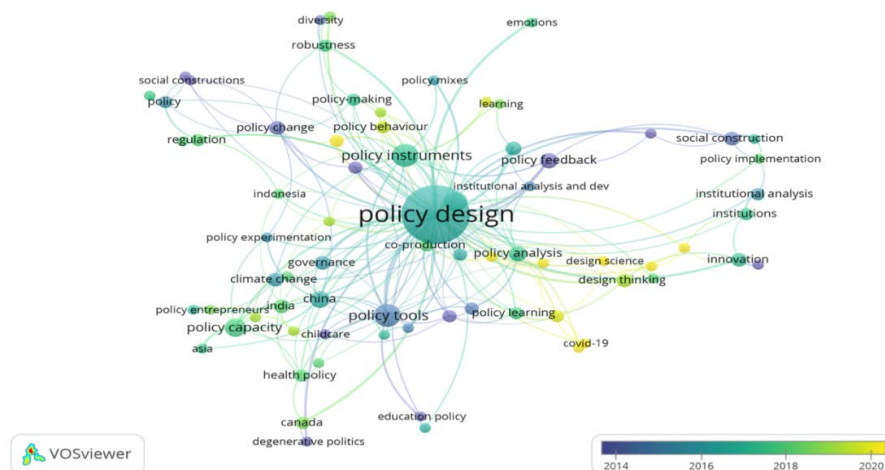 diversity
emotions
robustness
social constructions
policy mixes
policy
policy-making
learning
policy change
policy behaviour
regulation
social construction
policy instruments
policy feedback
policy implementation
institutional analysis and dev
indonesia
institutional analysis
policy design
institutions
policy experimentation
co-production
policy analysis
governance
design science
innovation
climate change
design thinking
china
policy entrepreneurs
india
policy tools
policy learning
policy capacity
childcare
covid-19
asia
health policy
education policy
canada
degenerative politics
VOSviewer
2014 2016 2018 2020